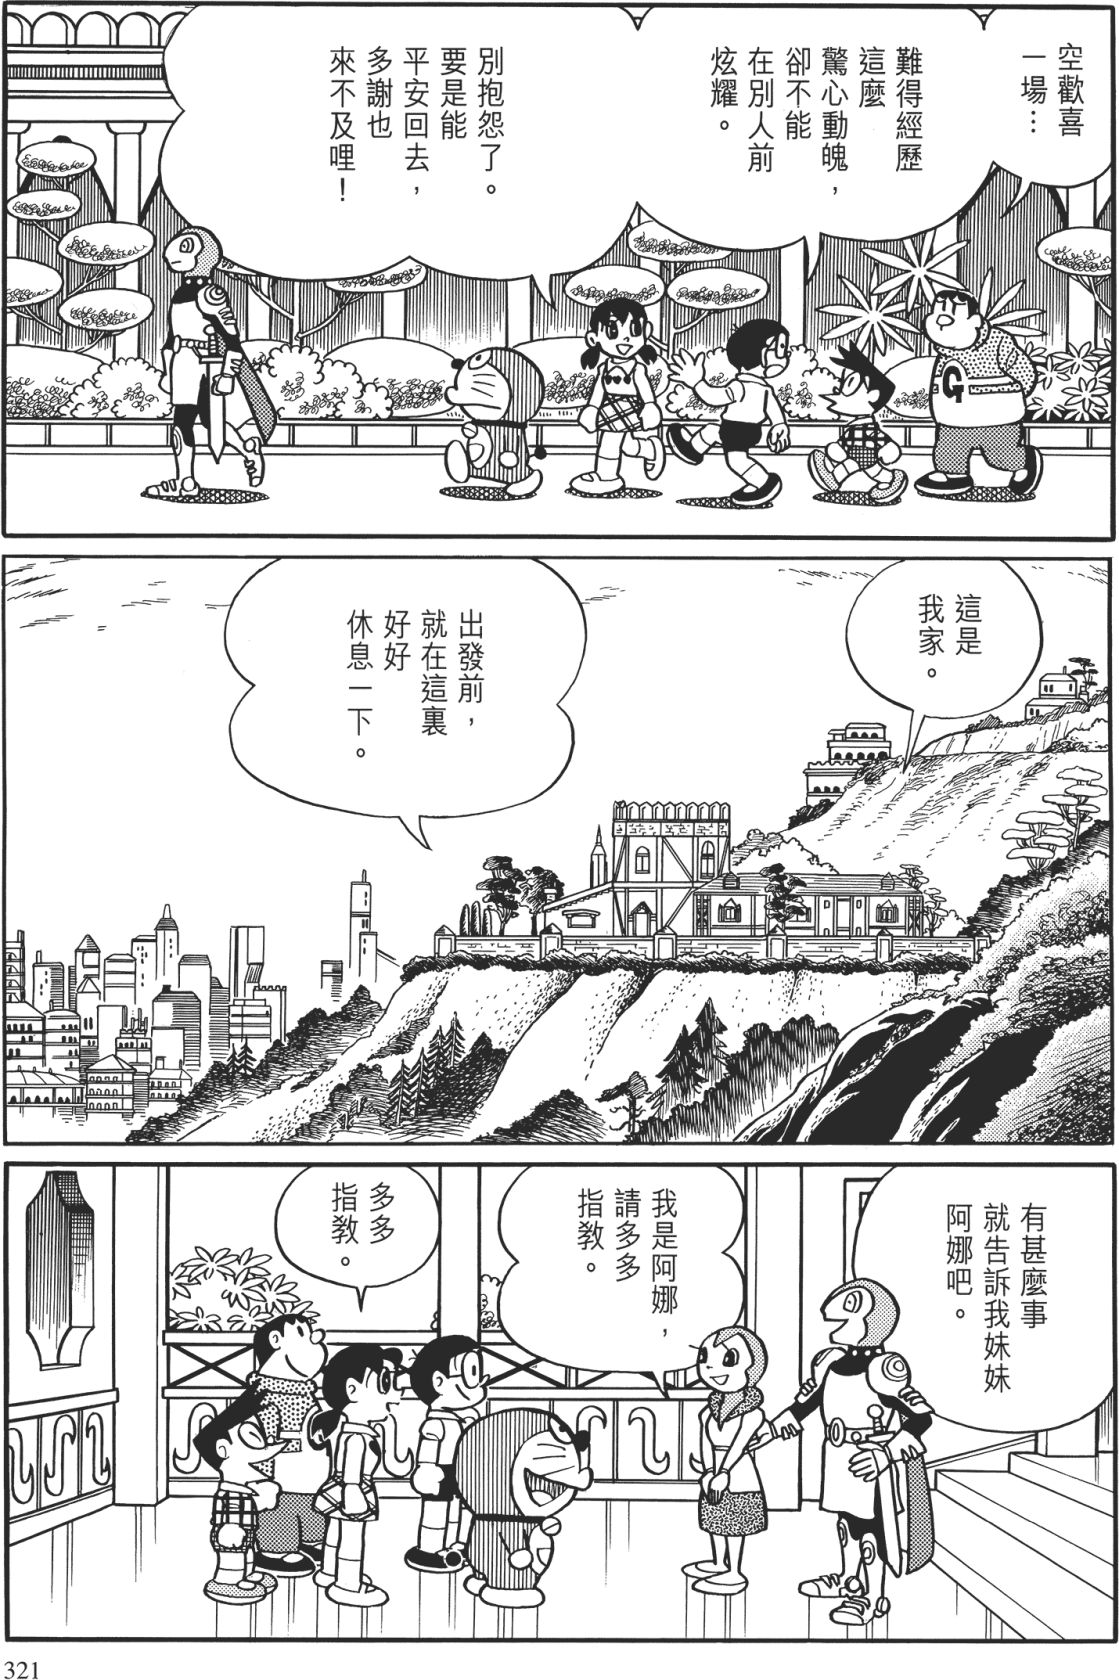 空歡喜
一場…
難得經歷
這麼
驚心動魄，
卻不能
在別人前
炫耀。
別抱怨了。
要是能
平安回去，
多謝也
來不及哩！
G
這是
我家。
出發前，
就在這裏
好好
休息一下。
有甚麼事
就告訴我妹妹
阿娜吧。
我是阿娜，
請多多
指教。
多多
指教。
321